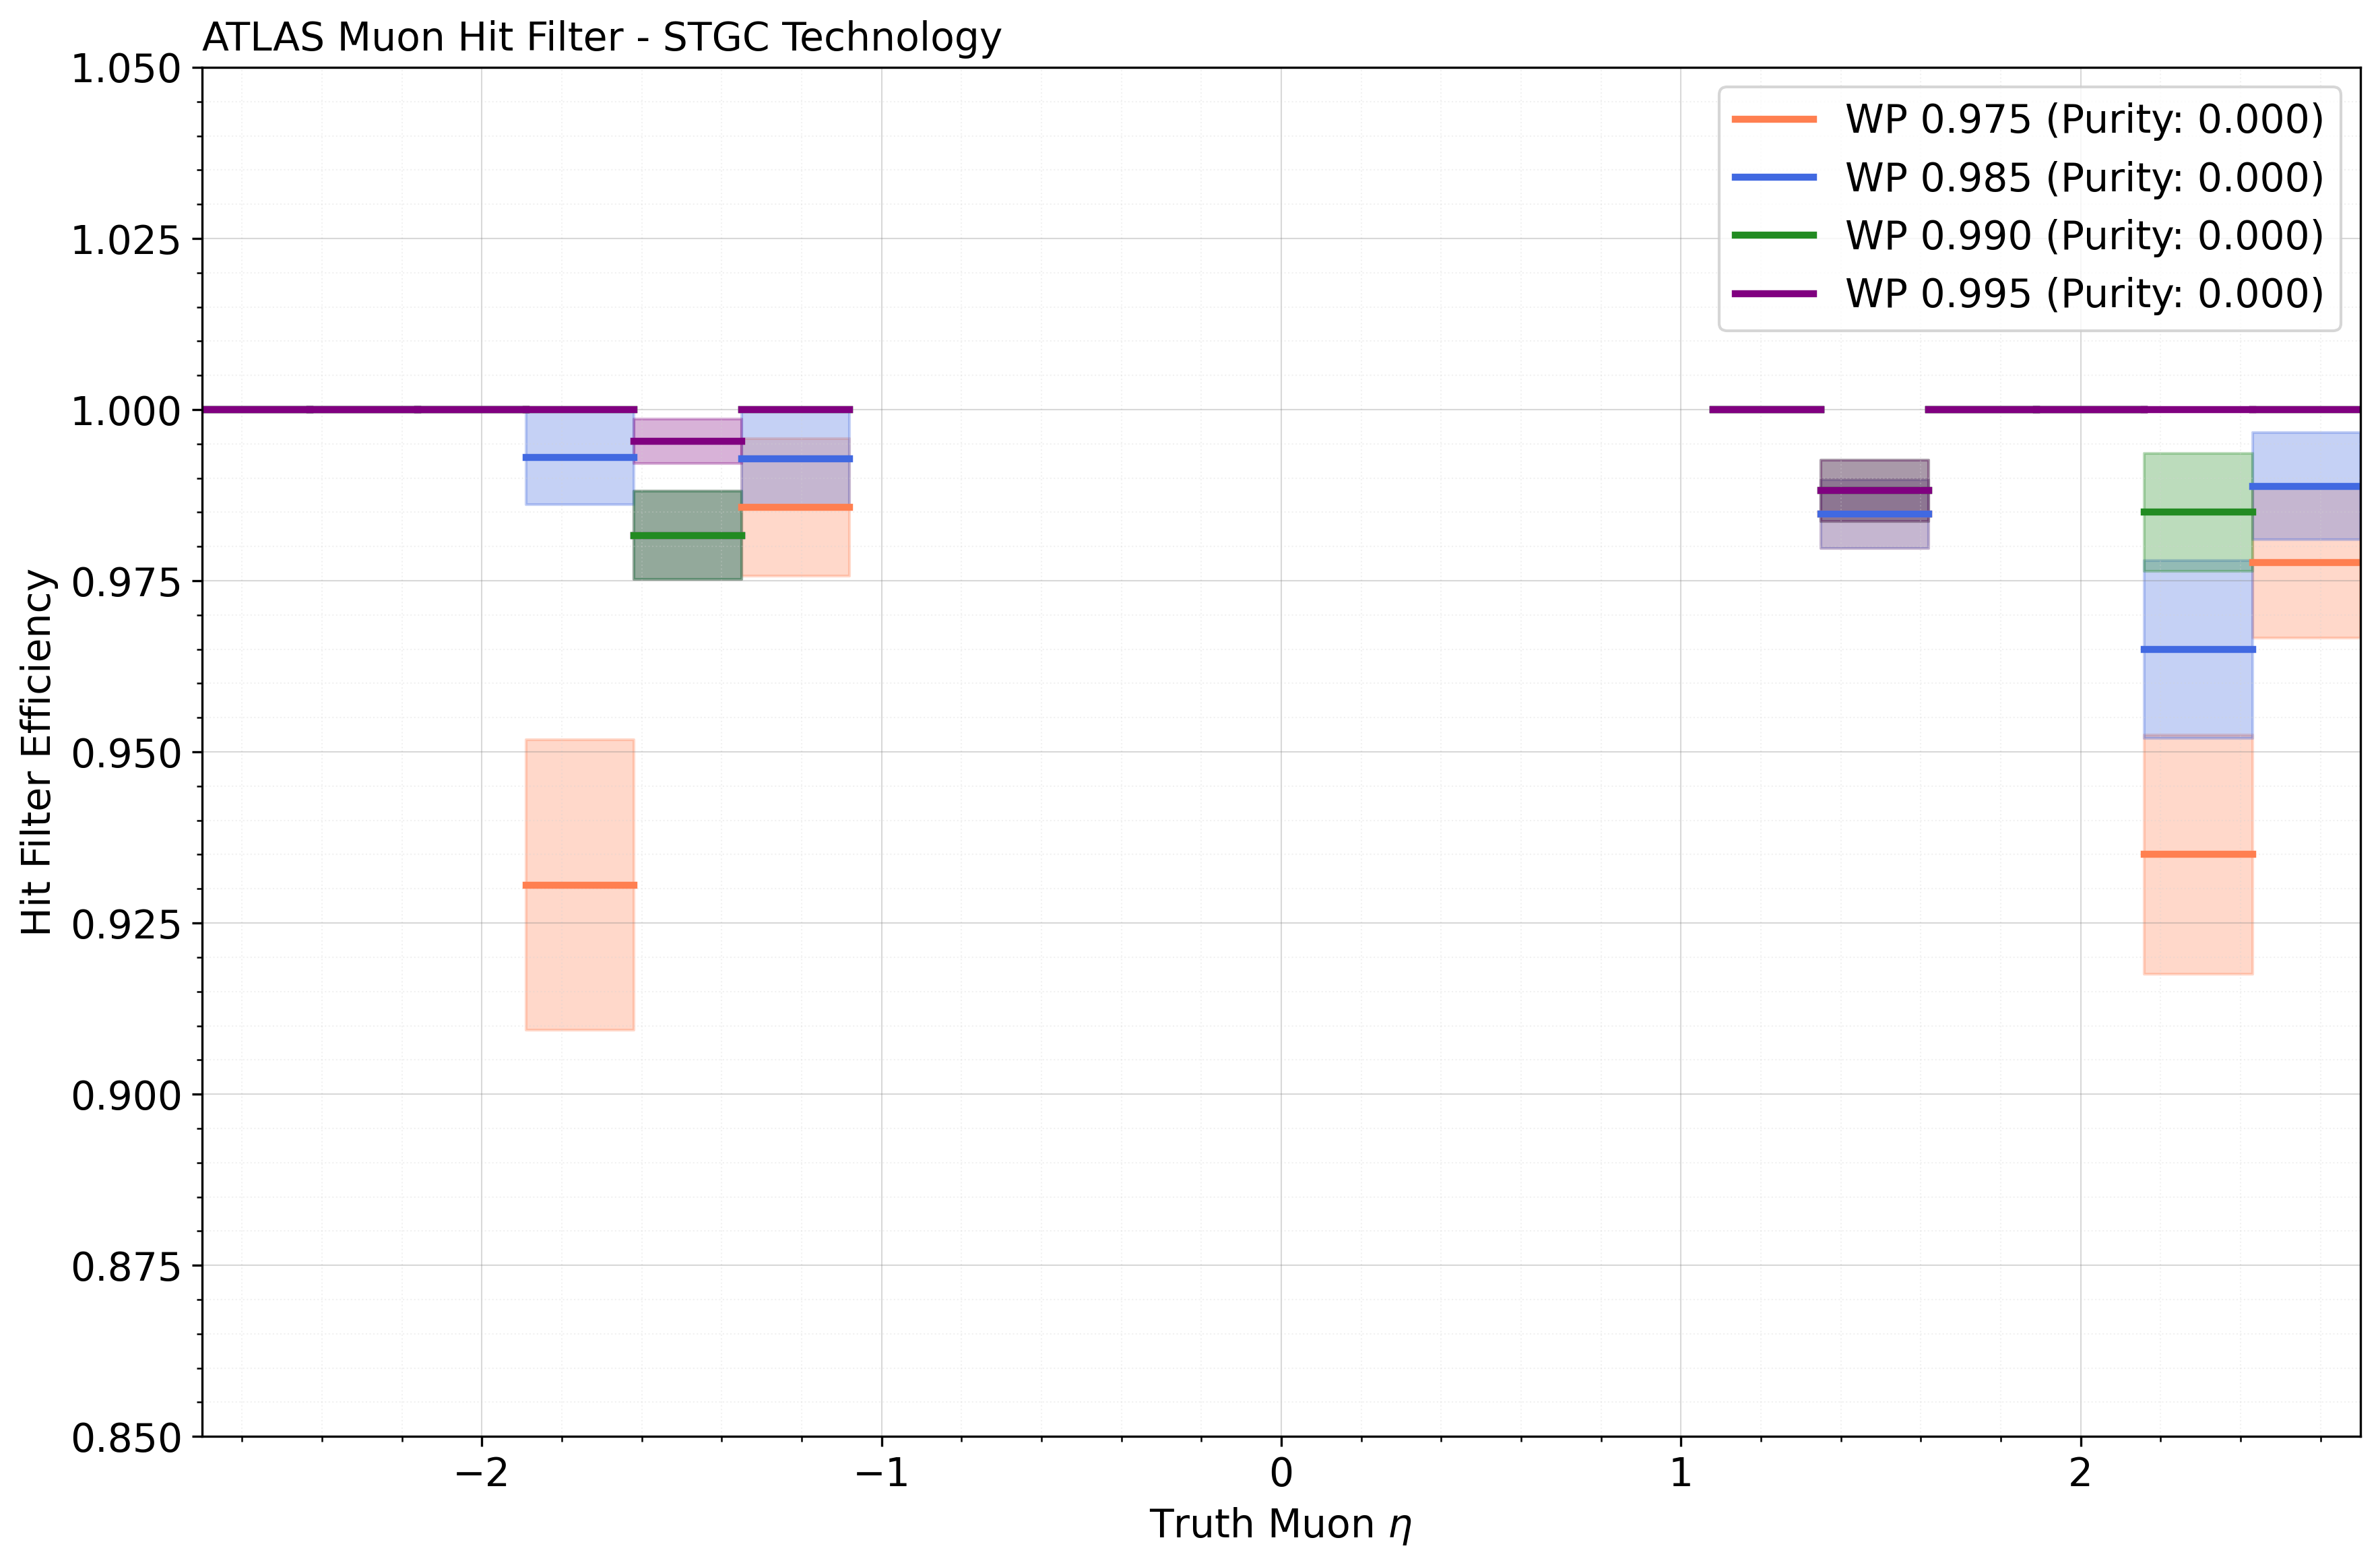 ATLAS Muon Hit Filter - STGC Technology
1.050
1.025
1.000
0.975
0.950
0.925
0.900
0.875
0.850
Hit Filter Efficiency
WP 0.975 (Purity: 0.000)
WP 0.985 (Purity: 0.000)
WP 0.990 (Purity: 0.000)
WP 0.995 (Purity: 0.000)
−2 −1 0 1 2
Truth Muon η